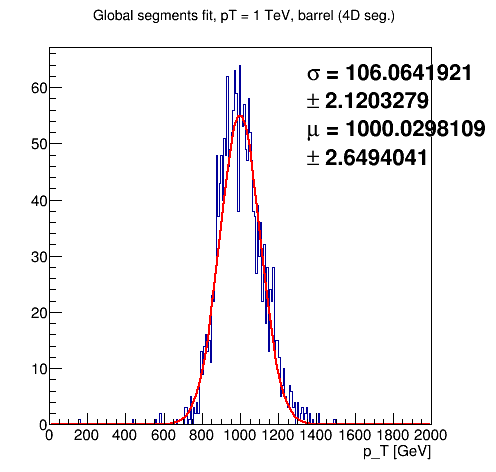 Global segments fit, pT = 1 TeV, barrel (4D seg.)
σ = 106.0641921
± 2.1203279
μ = 1000.0298109
± 2.6494041
60
50
40
30
20
10
0
0 200 400 600 800 1000 1200 1400 1600 1800 2000
p_T [GeV]